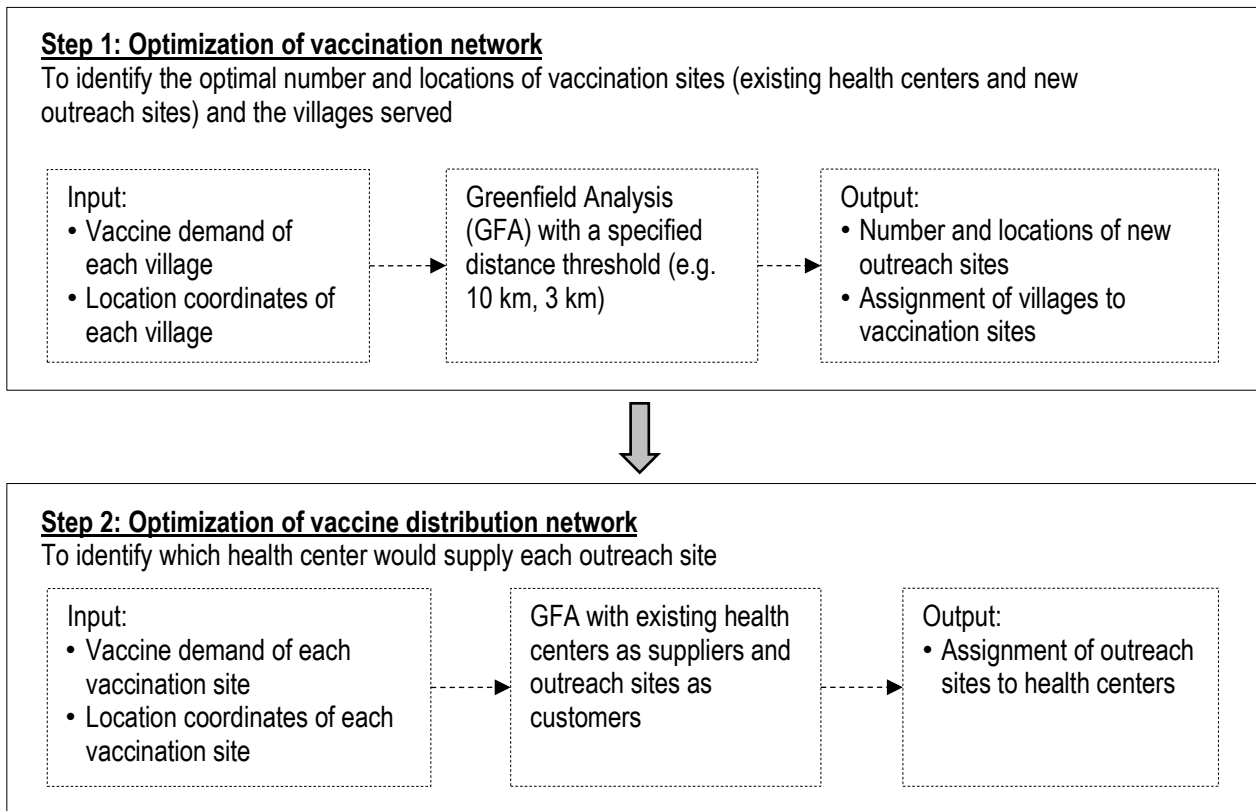 Step 1: Optimization of vaccination network
To identify the optimal number and locations of vaccination sites (existing health centers and new
outreach sites) and the villages served
Input:
• Vaccine demand of
each village
• Location coordinates of
each village
Greenfield Analysis
(GFA) with a specified
distance threshold (e.g.
10 km, 3 km)
Output:
• Number and locations of new
outreach sites
• Assignment of villages to
vaccination sites
Step 2: Optimization of vaccine distribution network
To identify which health center would supply each outreach site
Input:
• Vaccine demand of each
vaccination site
• Location coordinates of each
vaccination site
GFA with existing health
centers as suppliers and
outreach sites as
customers
Output:
• Assignment of outreach
sites to health centers